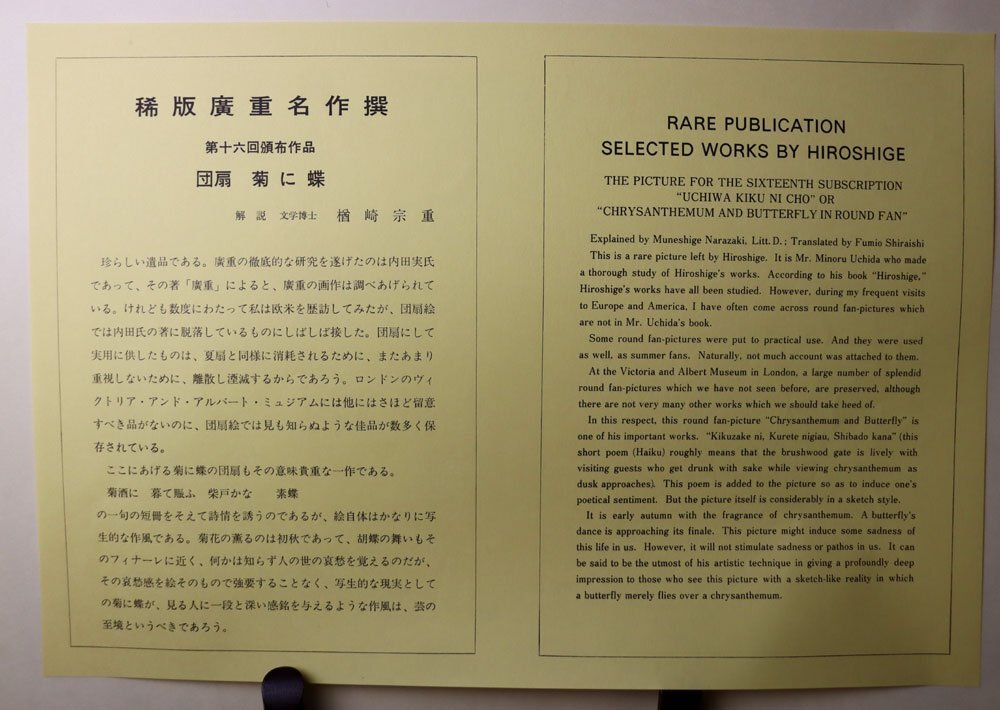 稀版廣重名作撰
第十六回頒布作品
団扇 菊に蝶
解説 文学博士 楢崎宗重
珍らしい遺品である。廣重の徹底的な研究を遂げたのは内田実氏
であって、その著「廣重」によると、廣重の画作は調べあげられて
いる。けれども数度にわたって私は欧米を歴訪してみたが、団扇絵
では内田氏の著に脱落しているものにしばしば接した。団扇にして
実用に供したものは、夏扇と同様に消耗されるために、またあまり
重視しないために、離散し湮滅するからであろう。ロンドンのヴィ
クトリア・アンド・アルバート・ミュジアムには他にはさほど留意
すべき品がないのに、団扇絵では見も知らぬような佳品が数多く保
存されている。
ここにあげる菊に蝶の団扇もその意味貴重な一作である。
菊酒に 暮て賑ふ 柴戸かな 素蝶
の一句の短冊をそえて詩情を誘うのであるが、絵自体はかなりに写
生的な作風である。菊花の薫るのは初秋であって、胡蝶の舞いもそ
のフィナーレに近く、何かは知らず人の世の哀愁を覚えるのだが、
その哀愁感を絵そのもので強要することなく、写生的な現実として
の菊に蝶が、見る人に一段と深い感銘を与えるような作風は、芸の
至境というべきであろう。
RARE PUBLICATION
SELECTED WORKS BY HIROSHIGE
THE PICTURE FOR THE SIXTEENTH SUBSCRIPTION
"UCHIWA KIKU NI CHO" OR
"CHRYSANTHEMUM AND BUTTERFLY IN ROUND FAN"
Explained by Muneshige Narazaki, Litt. D. ; Translated by Fumio Shiraishi
This is a rare picture left by Hiroshige. It is Mr. Minoru Uchida who made
a thorough study of Hiroshige's works. According to his book "Hiroshige,"
Hiroshige's works have all been studied. However, during my frequent visits
to Europe and America, I have often come across round fan-pictures which
are not in Mr. Uchida's book.
Some round fan-pictures were put to practical use. And they were used
as well, as summer fans. Naturally, not much account was attached to them.
At the Victoria and Albert Museum in London, a large number of splendid
round fan-pictures which we have not seen before, are preserved, although
there are not very many other works which we should take heed of.
In this respect, this round fan-picture "Chrysanthemum and Butterfly" is
one of his important works. "Kikuzake ni, Kurete nigiau, Shibado kana" (this
short poem (Haiku) roughly means that the brushwood gate is lively with
visiting guests who get drunk with sake while viewing chrysanthemum as
dusk approaches). This poem is added to the picture so as to induce one's
poetical sentiment. But the picture itself is considerably in a sketch style.
It is early autumn with the fragrance of chrysanthemum. A butterfly's
dance is approaching its finale. This picture might induce some sadness of
this life in us. However, it will not stimulate sadness or pathos in us. It can
be said to be the utmost of his artistic technique in giving a profoundly deep
impression to those who see this picture with a sketch-like reality in which
a butterfly merely flies over a chrysanthemum.